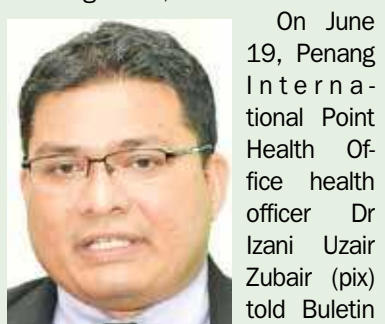 On June
19, Penang
Interna-
tional Point
Health Of-
fice health
officer Dr
Izani Uzair
Zubair (pix)
told Buletin